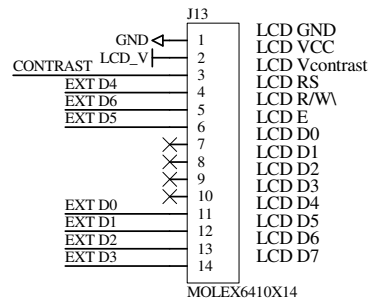 J13
GND 1 LCD GND
LCD_V 2 LCD VCC
CONTRAST 3 LCD Vcontrast
EXT D4 4 LCD RS
EXT D6 5 LCD R/W\
EXT D5 6 LCD E
7 LCD D0
8 LCD D1
9 LCD D2
10 LCD D3
EXT D0 11 LCD D4
EXT D1 12 LCD D5
EXT D2 13 LCD D6
EXT D3 14 LCD D7
MOLEX6410X14